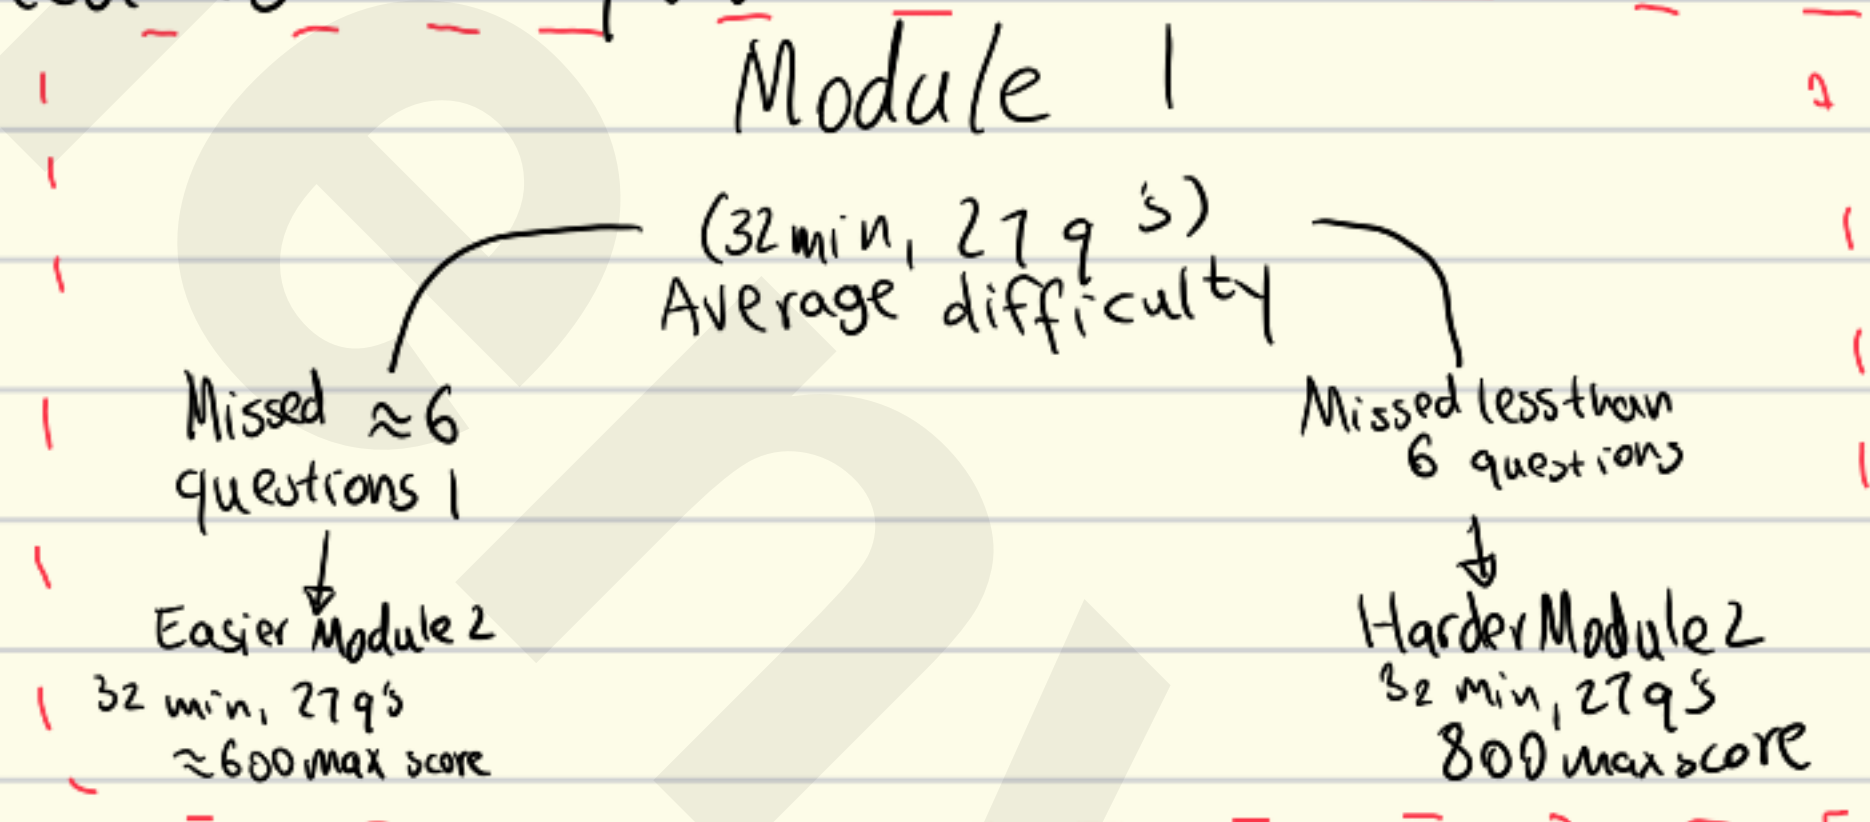 Module 1
(32 min, 27 q's)
Average difficulty
Missed ≈6
questions
Missed less than
6 questions
Easier Module 2
32 min, 27 q's
≈600 max score
Harder Module 2
32 min, 27 q's
800 max score